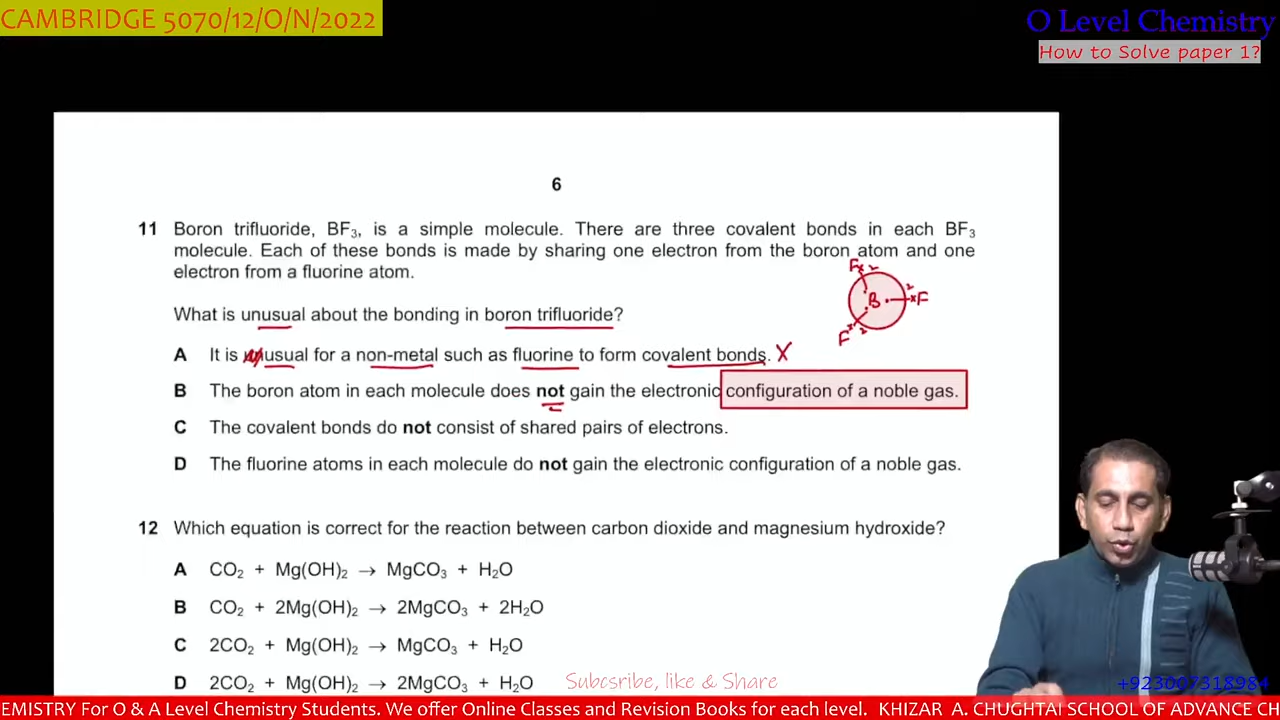 CAMBRIDGE 5070/12/O/N/2022
O Level Chemistry
How to Solve paper 1?
6
11 Boron trifluoride, BF₃, is a simple molecule. There are three covalent bonds in each BF₃
molecule. Each of these bonds is made by sharing one electron from the boron atom and one
electron from a fluorine atom.
What is unusual about the bonding in boron trifluoride?
F 2
B
2
F
F 2
A It is usual for a non-metal such as fluorine to form covalent bonds. X
B The boron atom in each molecule does not gain the electronic configuration of a noble gas.
C The covalent bonds do not consist of shared pairs of electrons.
D The fluorine atoms in each molecule do not gain the electronic configuration of a noble gas.
12 Which equation is correct for the reaction between carbon dioxide and magnesium hydroxide?
A CO₂ + Mg(OH)₂ → MgCO₃ + H₂O
B CO₂ + 2Mg(OH)₂ → 2MgCO₃ + 2H₂O
C 2CO₂ + Mg(OH)₂ → MgCO₃ + H₂O
D 2CO₂ + Mg(OH)₂ → 2MgCO₃ + H₂O
Subcsribe, like & Share
+923007318984
EMISTRY For O & A Level Chemistry Students. We offer Online Classes and Revision Books for each level. KHIZAR A. CHUGHTAI SCHOOL OF ADVANCE CH